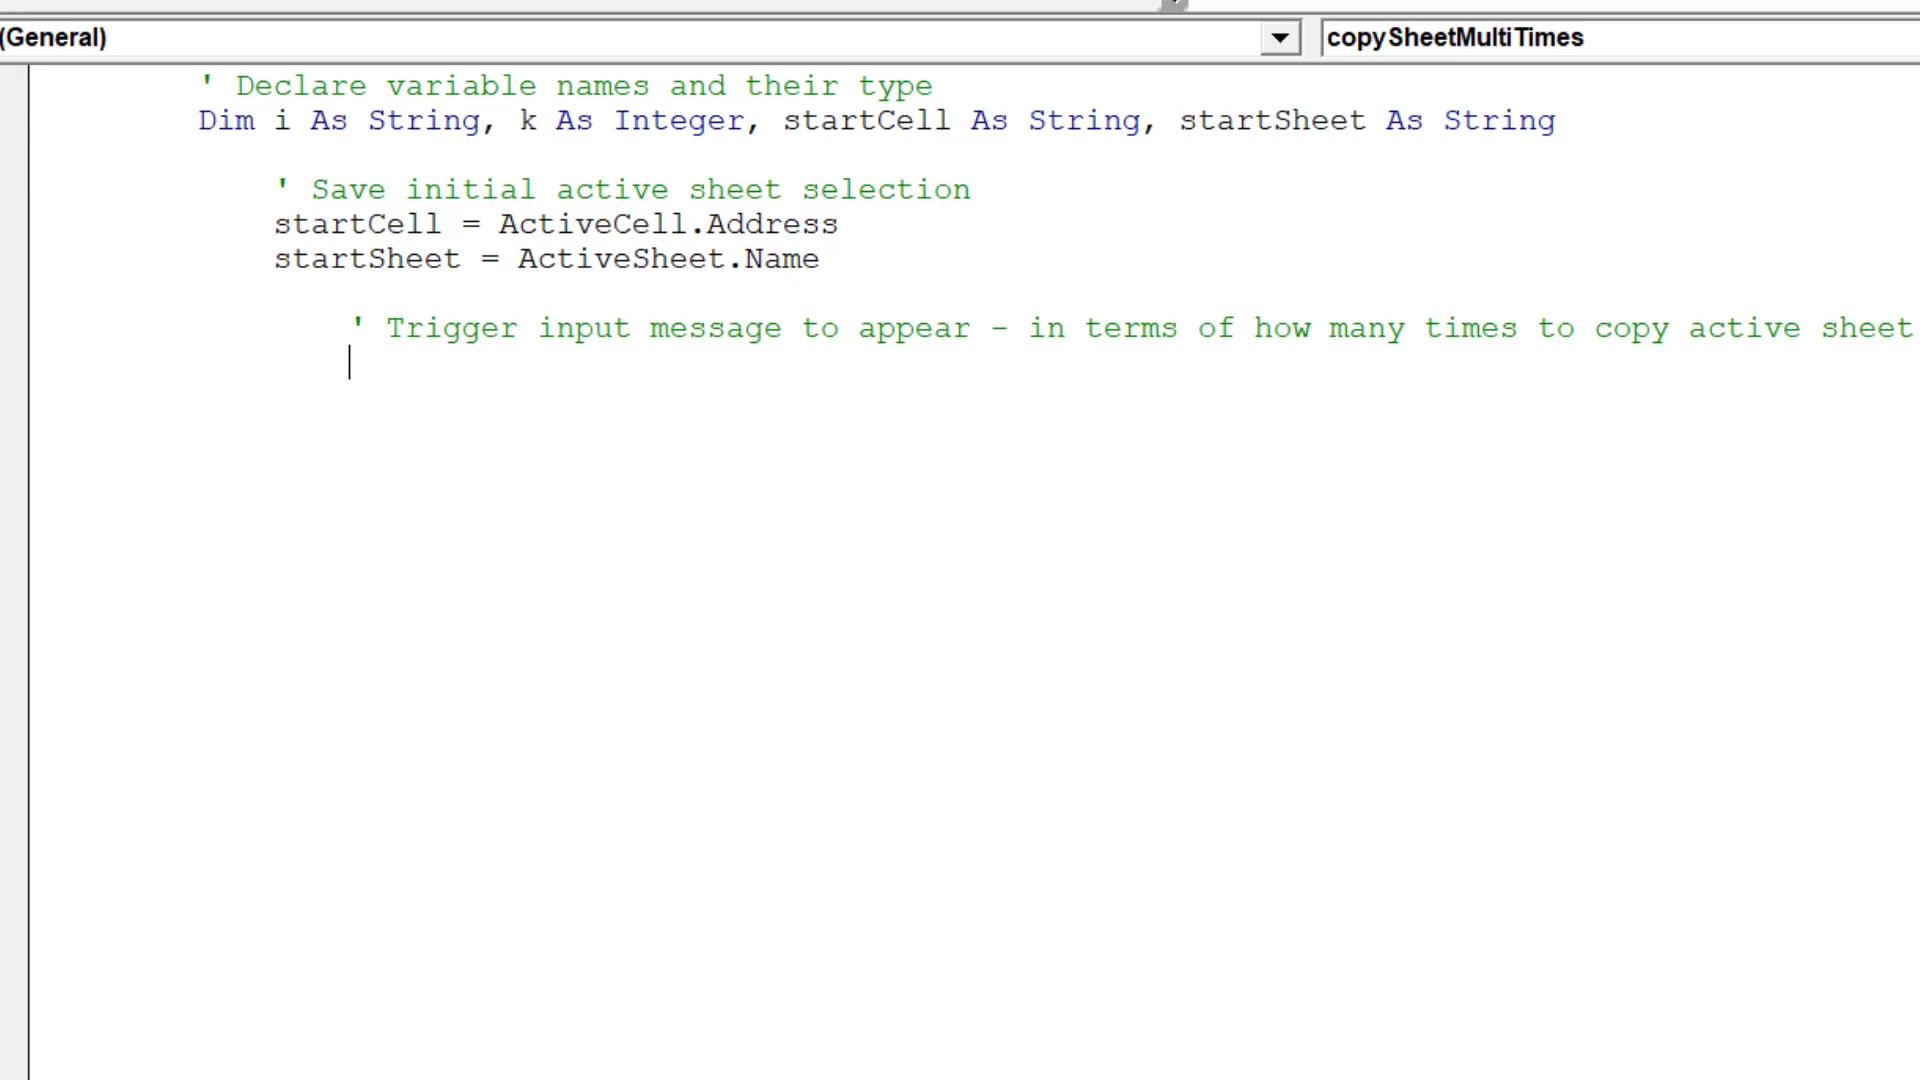 (General) copySheetMultiTimes
' Declare variable names and their type
Dim i As String, k As Integer, startCell As String, startSheet As String
' Save initial active sheet selection
startCell = ActiveCell.Address
startSheet = ActiveSheet.Name
' Trigger input message to appear - in terms of how many times to copy active sheet